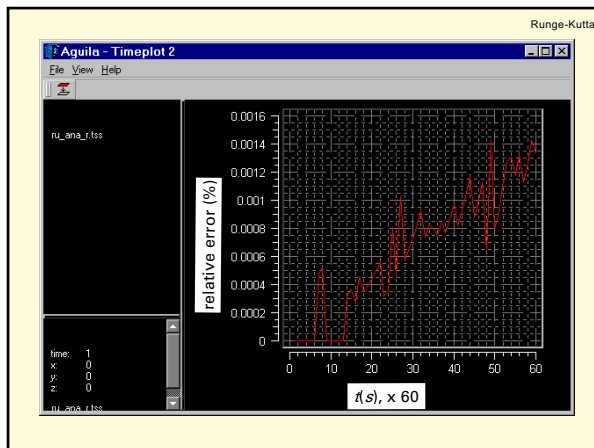 Runge-Kutta
Aguila - Timeplot 2
File View Help
ru_ana_r.tss
0.0016
0.0014
0.0012
0.001
0.0008
0.0006
0.0004
0.0002
0
relative error (%)
0 10 20 30 40 50 60
t(s), x 60
time: 1
x: 0
y: 0
z: 0
ru_ana_r.tss